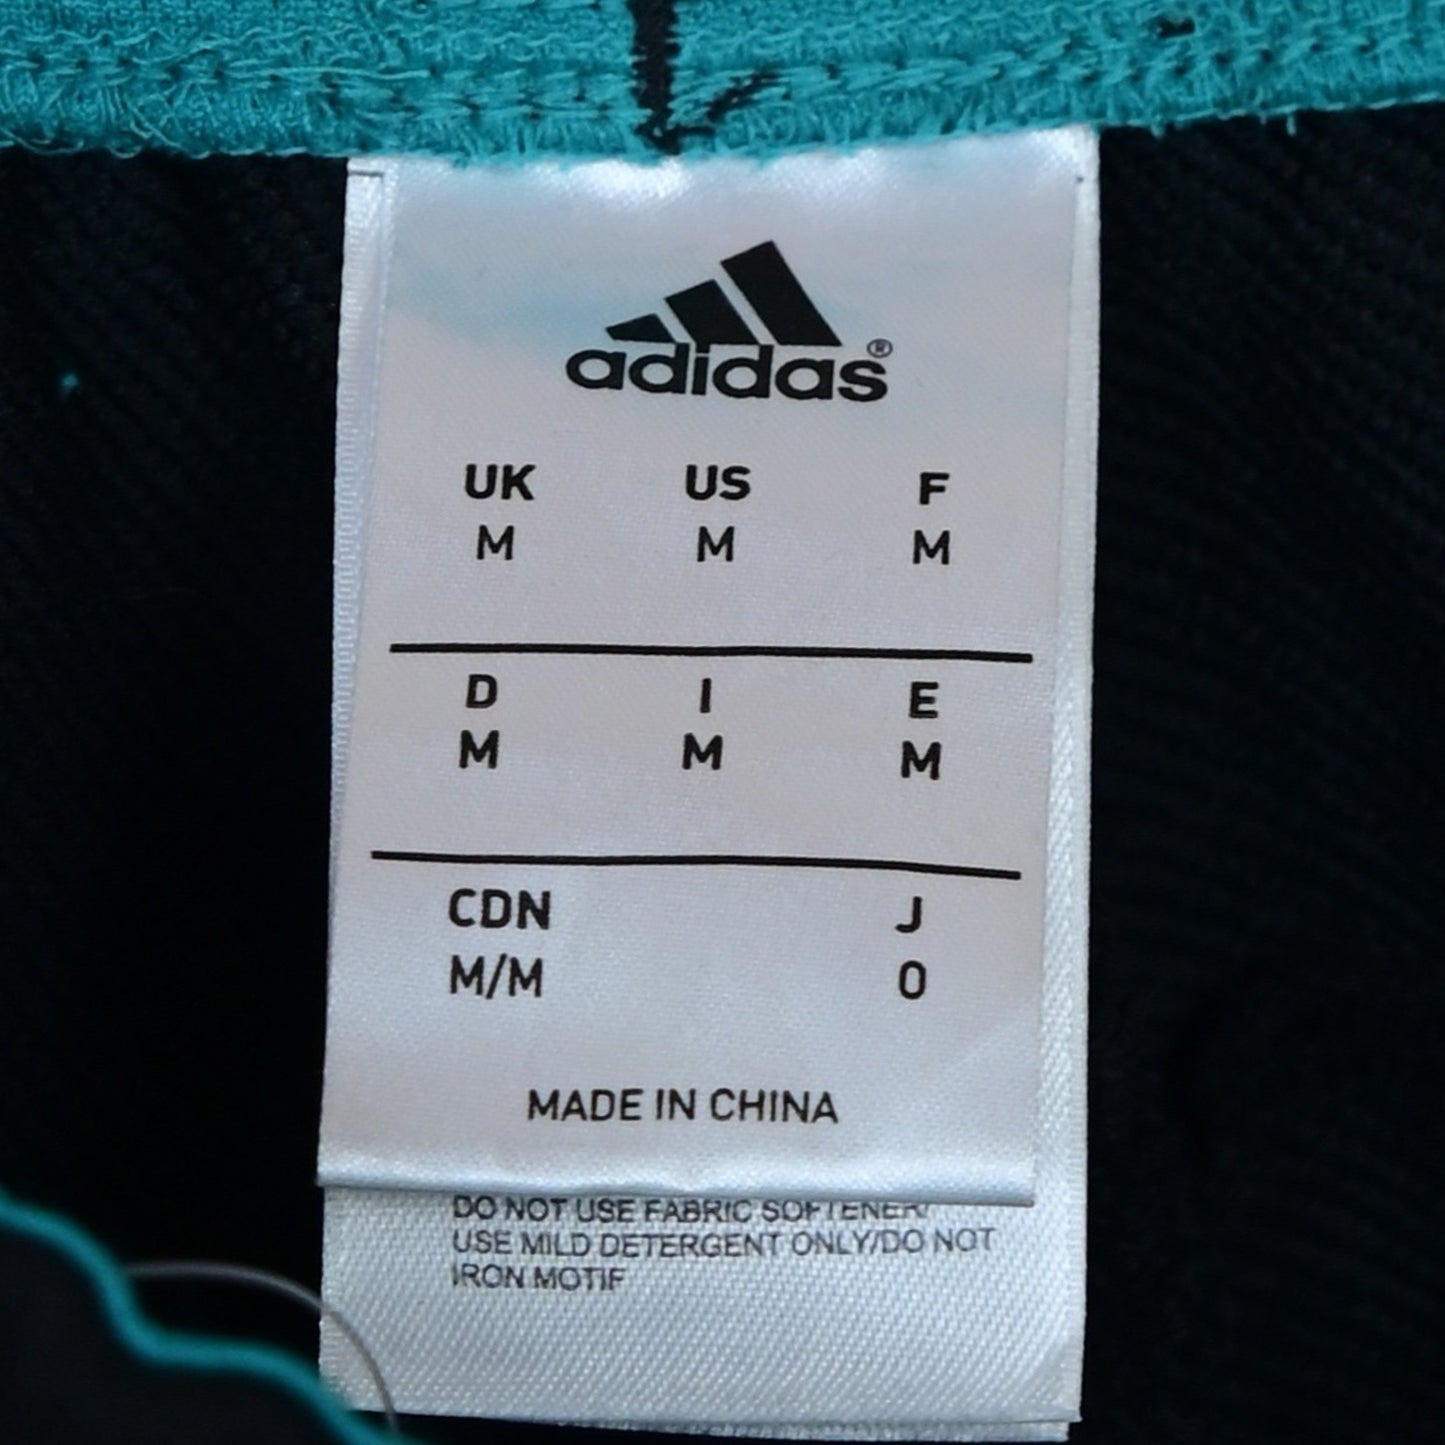 adidas®
UK US F
M M M
D I E
M M M
CDN J
M/M O
MADE IN CHINA
DO NOT USE FABRIC SOFTENER/
USE MILD DETERGENT ONLY/DO NOT
IRON MOTIF